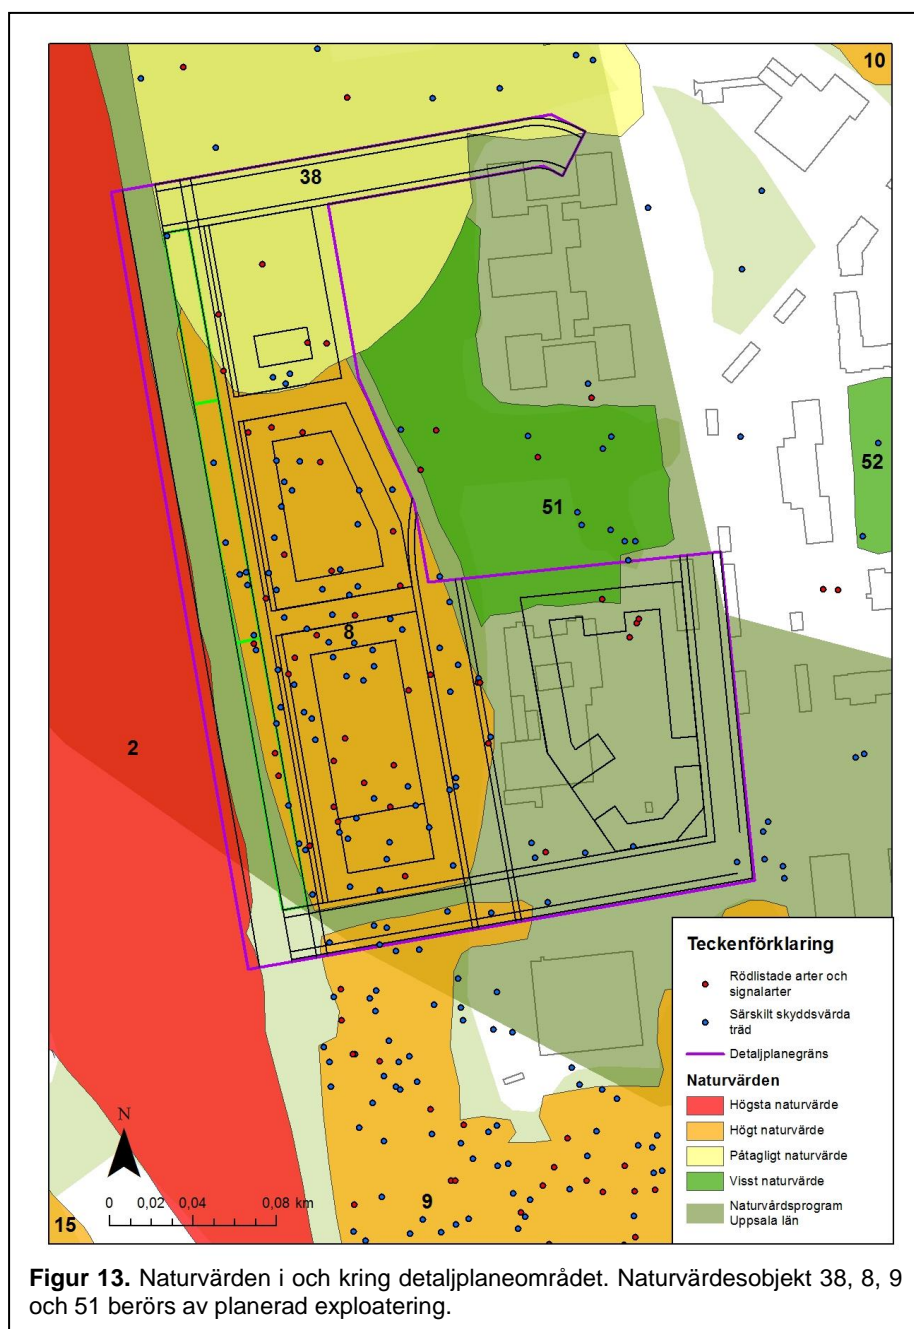 10
38
51
52
8
2
9
15
N
0 0,02 0,04 0,08 km
Teckenförklaring
Rödlistade arter och
signalarter
Särskilt skyddsvärda
träd
Detaljplanegräns
Naturvärden
Högsta naturvärde
Högt naturvärde
Påtagligt naturvärde
Visst naturvärde
Naturvårdsprogram
Uppsala län
Figur 13. Naturvärden i och kring detaljplaneområdet. Naturvärdesobjekt 38, 8, 9
och 51 berörs av planerad exploatering.